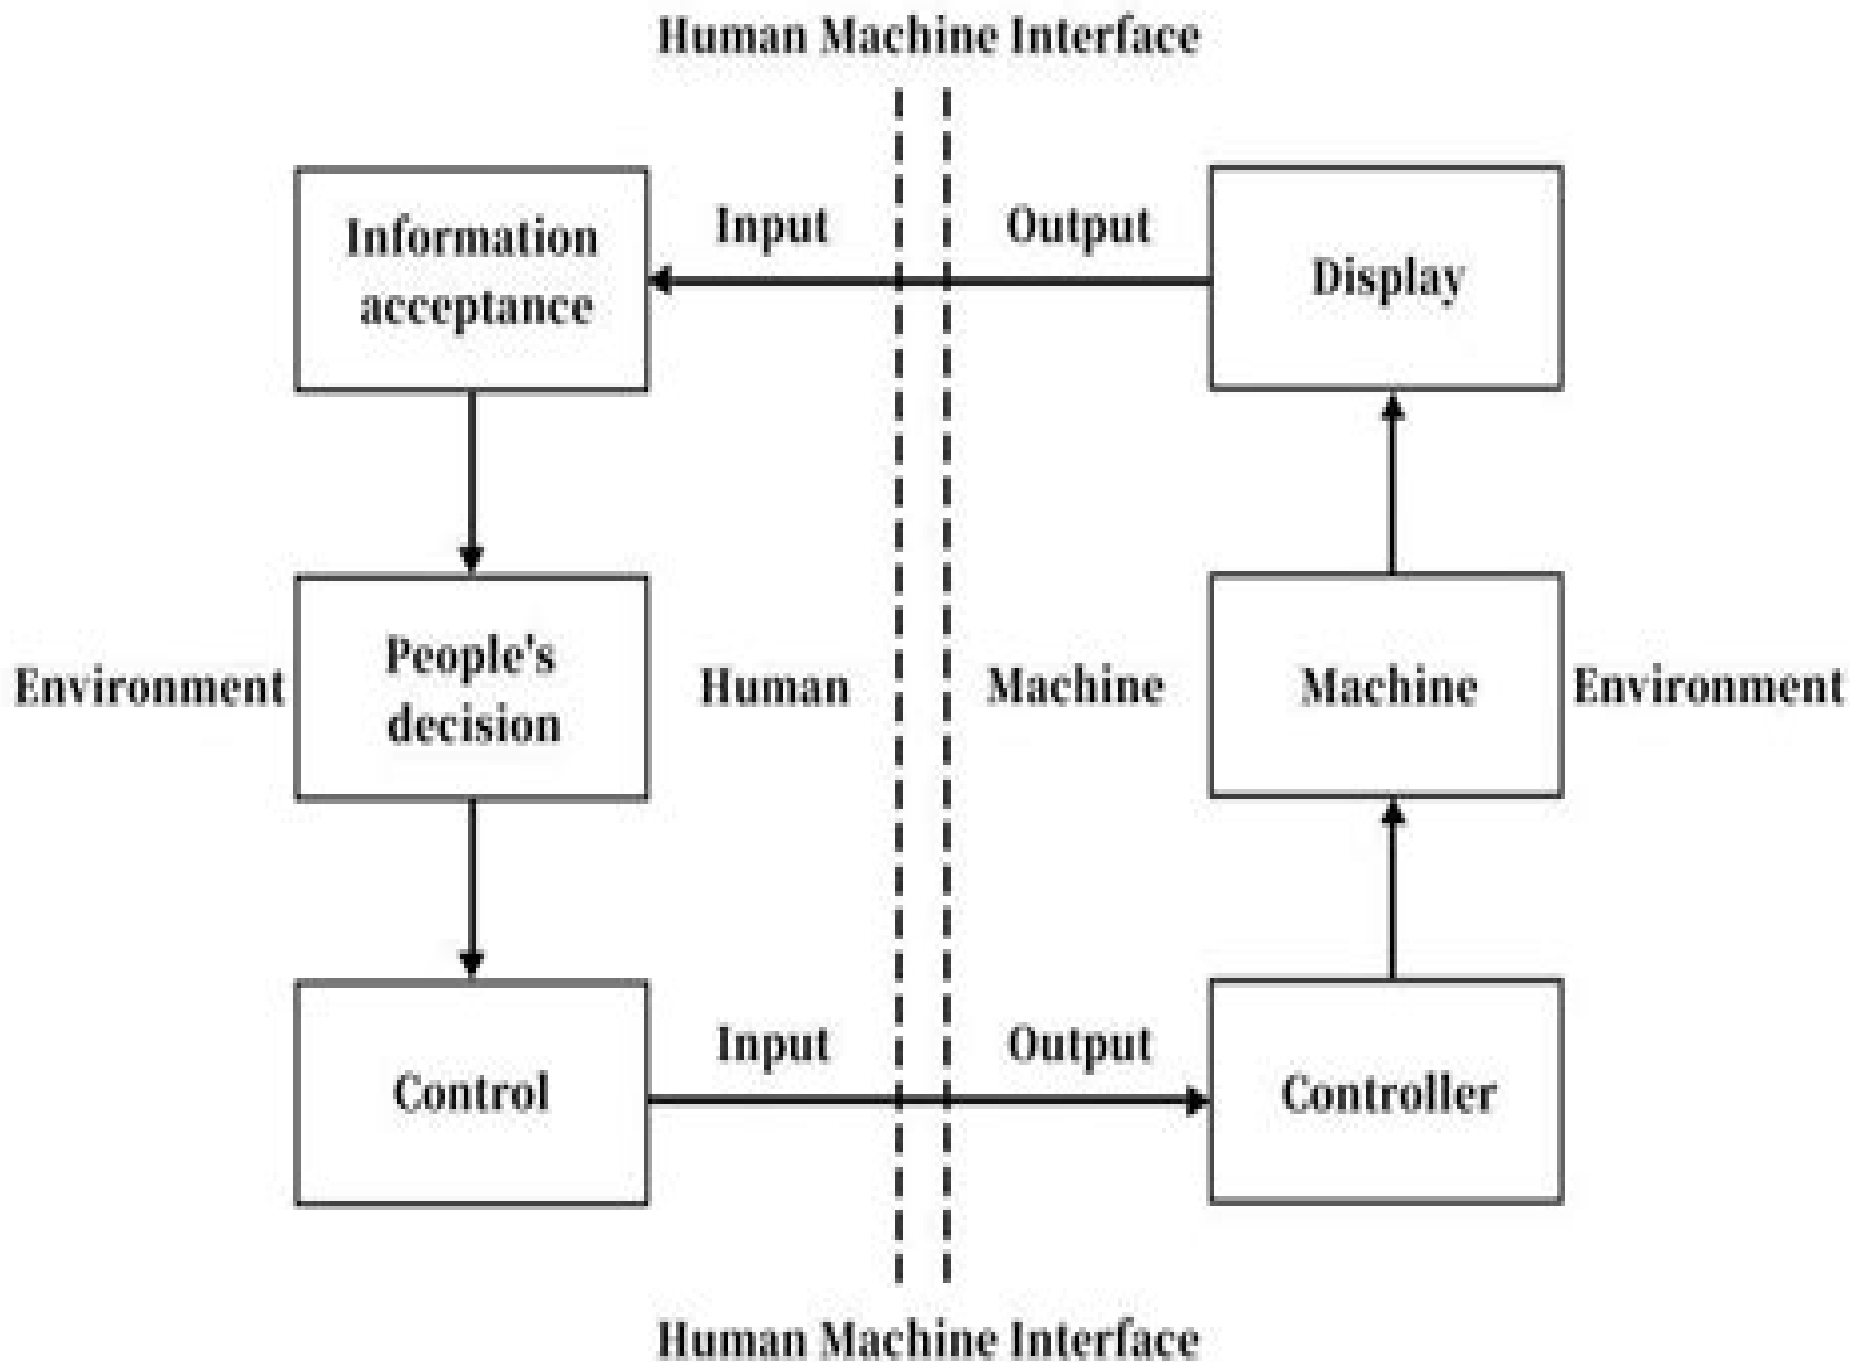 Human Machine Interface
Information
acceptance
Input
Output
Display
Environment
People's
decision
Human
Machine
Machine
Environment
Control
Input
Output
Controller
Human Machine Interface